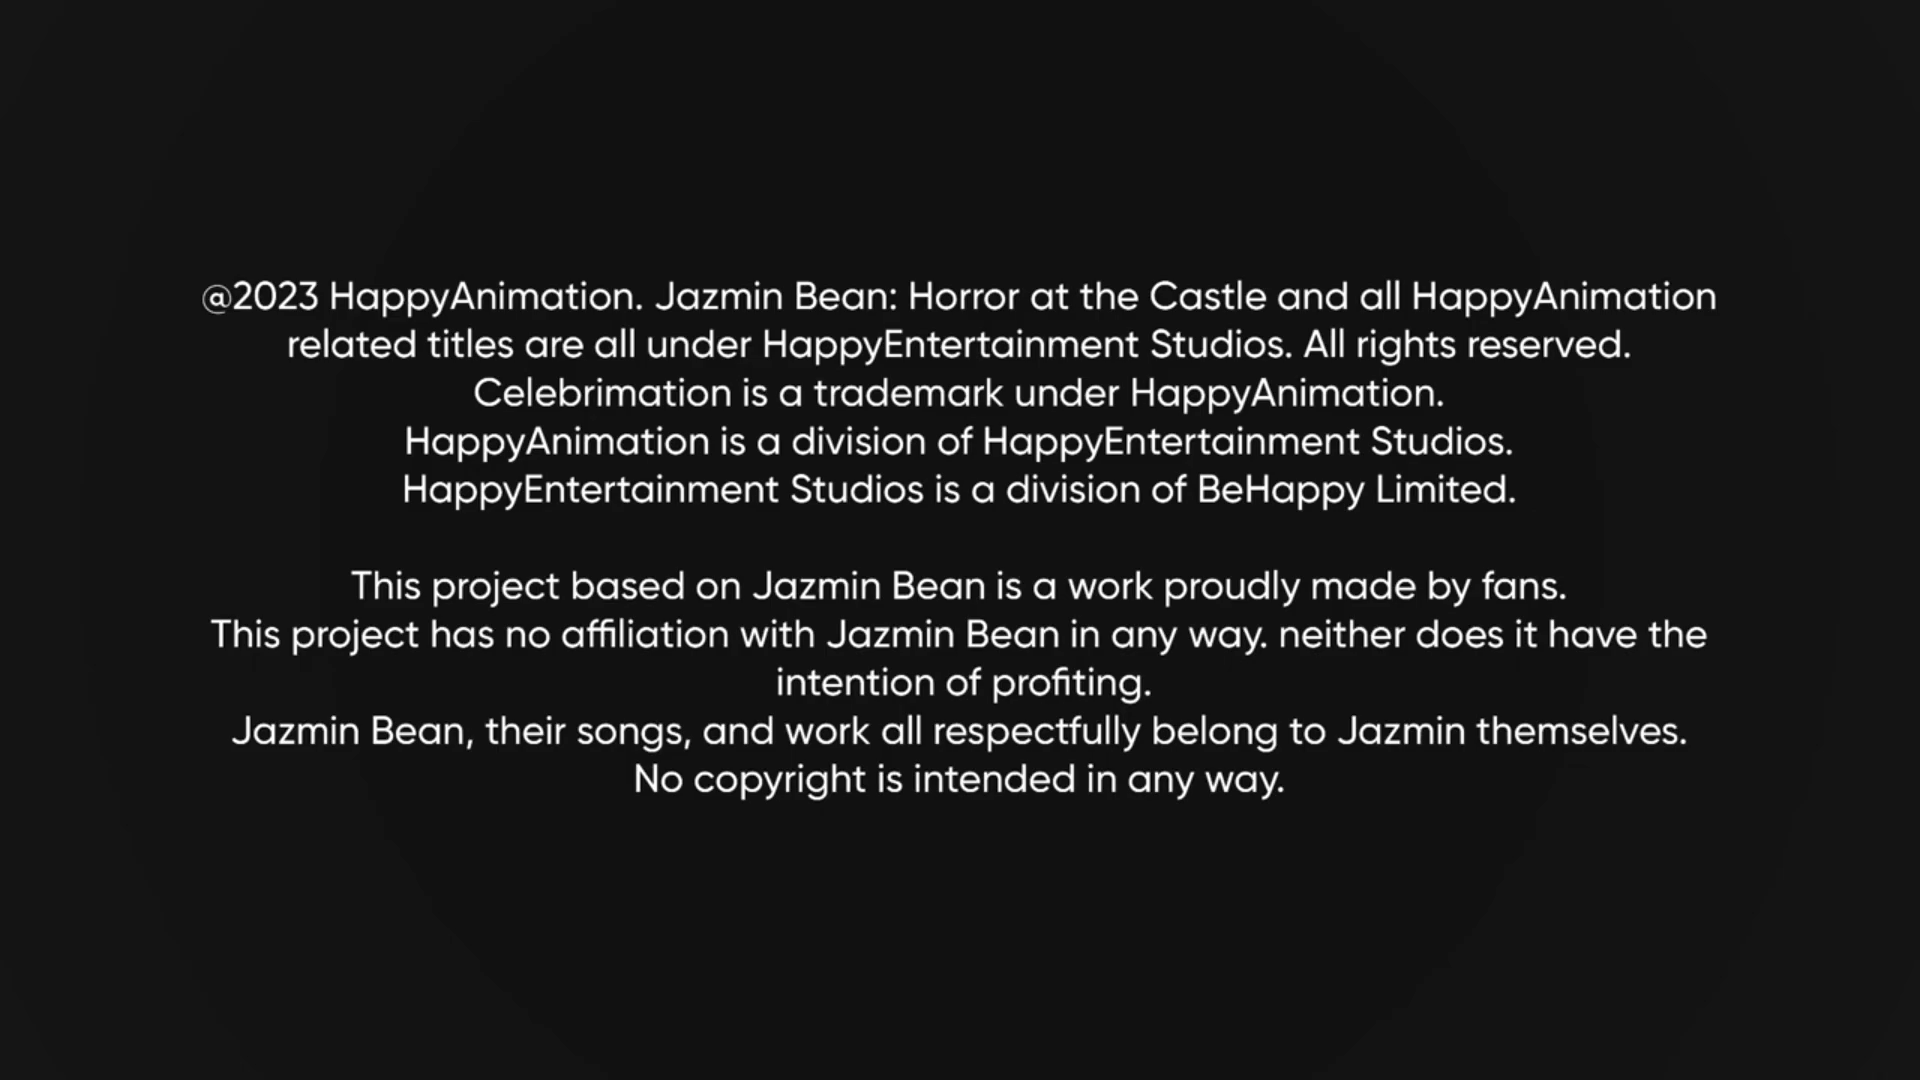 @2023 HappyAnimation. Jazmin Bean: Horror at the Castle and all HappyAnimation
related titles are all under HappyEntertainment Studios. All rights reserved.
Celebrimation is a trademark under HappyAnimation.
HappyAnimation is a division of HappyEntertainment Studios.
HappyEntertainment Studios is a division of BeHappy Limited.
This project based on Jazmin Bean is a work proudly made by fans.
This project has no affiliation with Jazmin Bean in any way. neither does it have the
intention of profiting.
Jazmin Bean, their songs, and work all respectfully belong to Jazmin themselves.
No copyright is intended in any way.